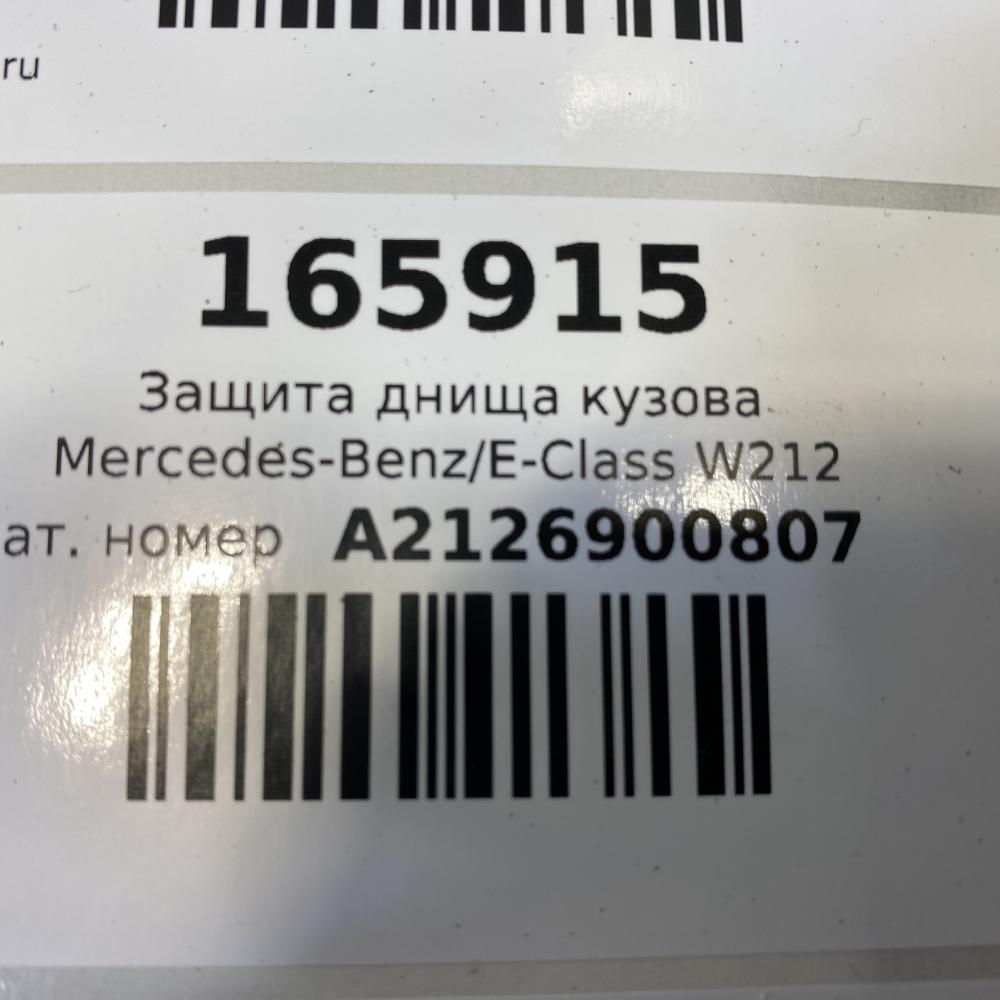 ru
165915
Защита днища кузова
Mercedes-Benz/E-Class W212
ат. номер A2126900807